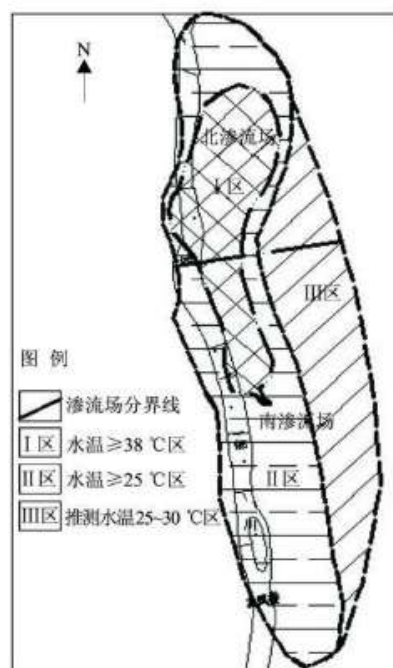 N
北渗流场
Ⅰ区
Ⅲ区
图 例
渗流场分界线
Ⅰ区 水温≥38 ℃区
Ⅱ区 水温≥25 ℃区
Ⅲ区 推测水温25~30 ℃区
南渗流场
Ⅱ区